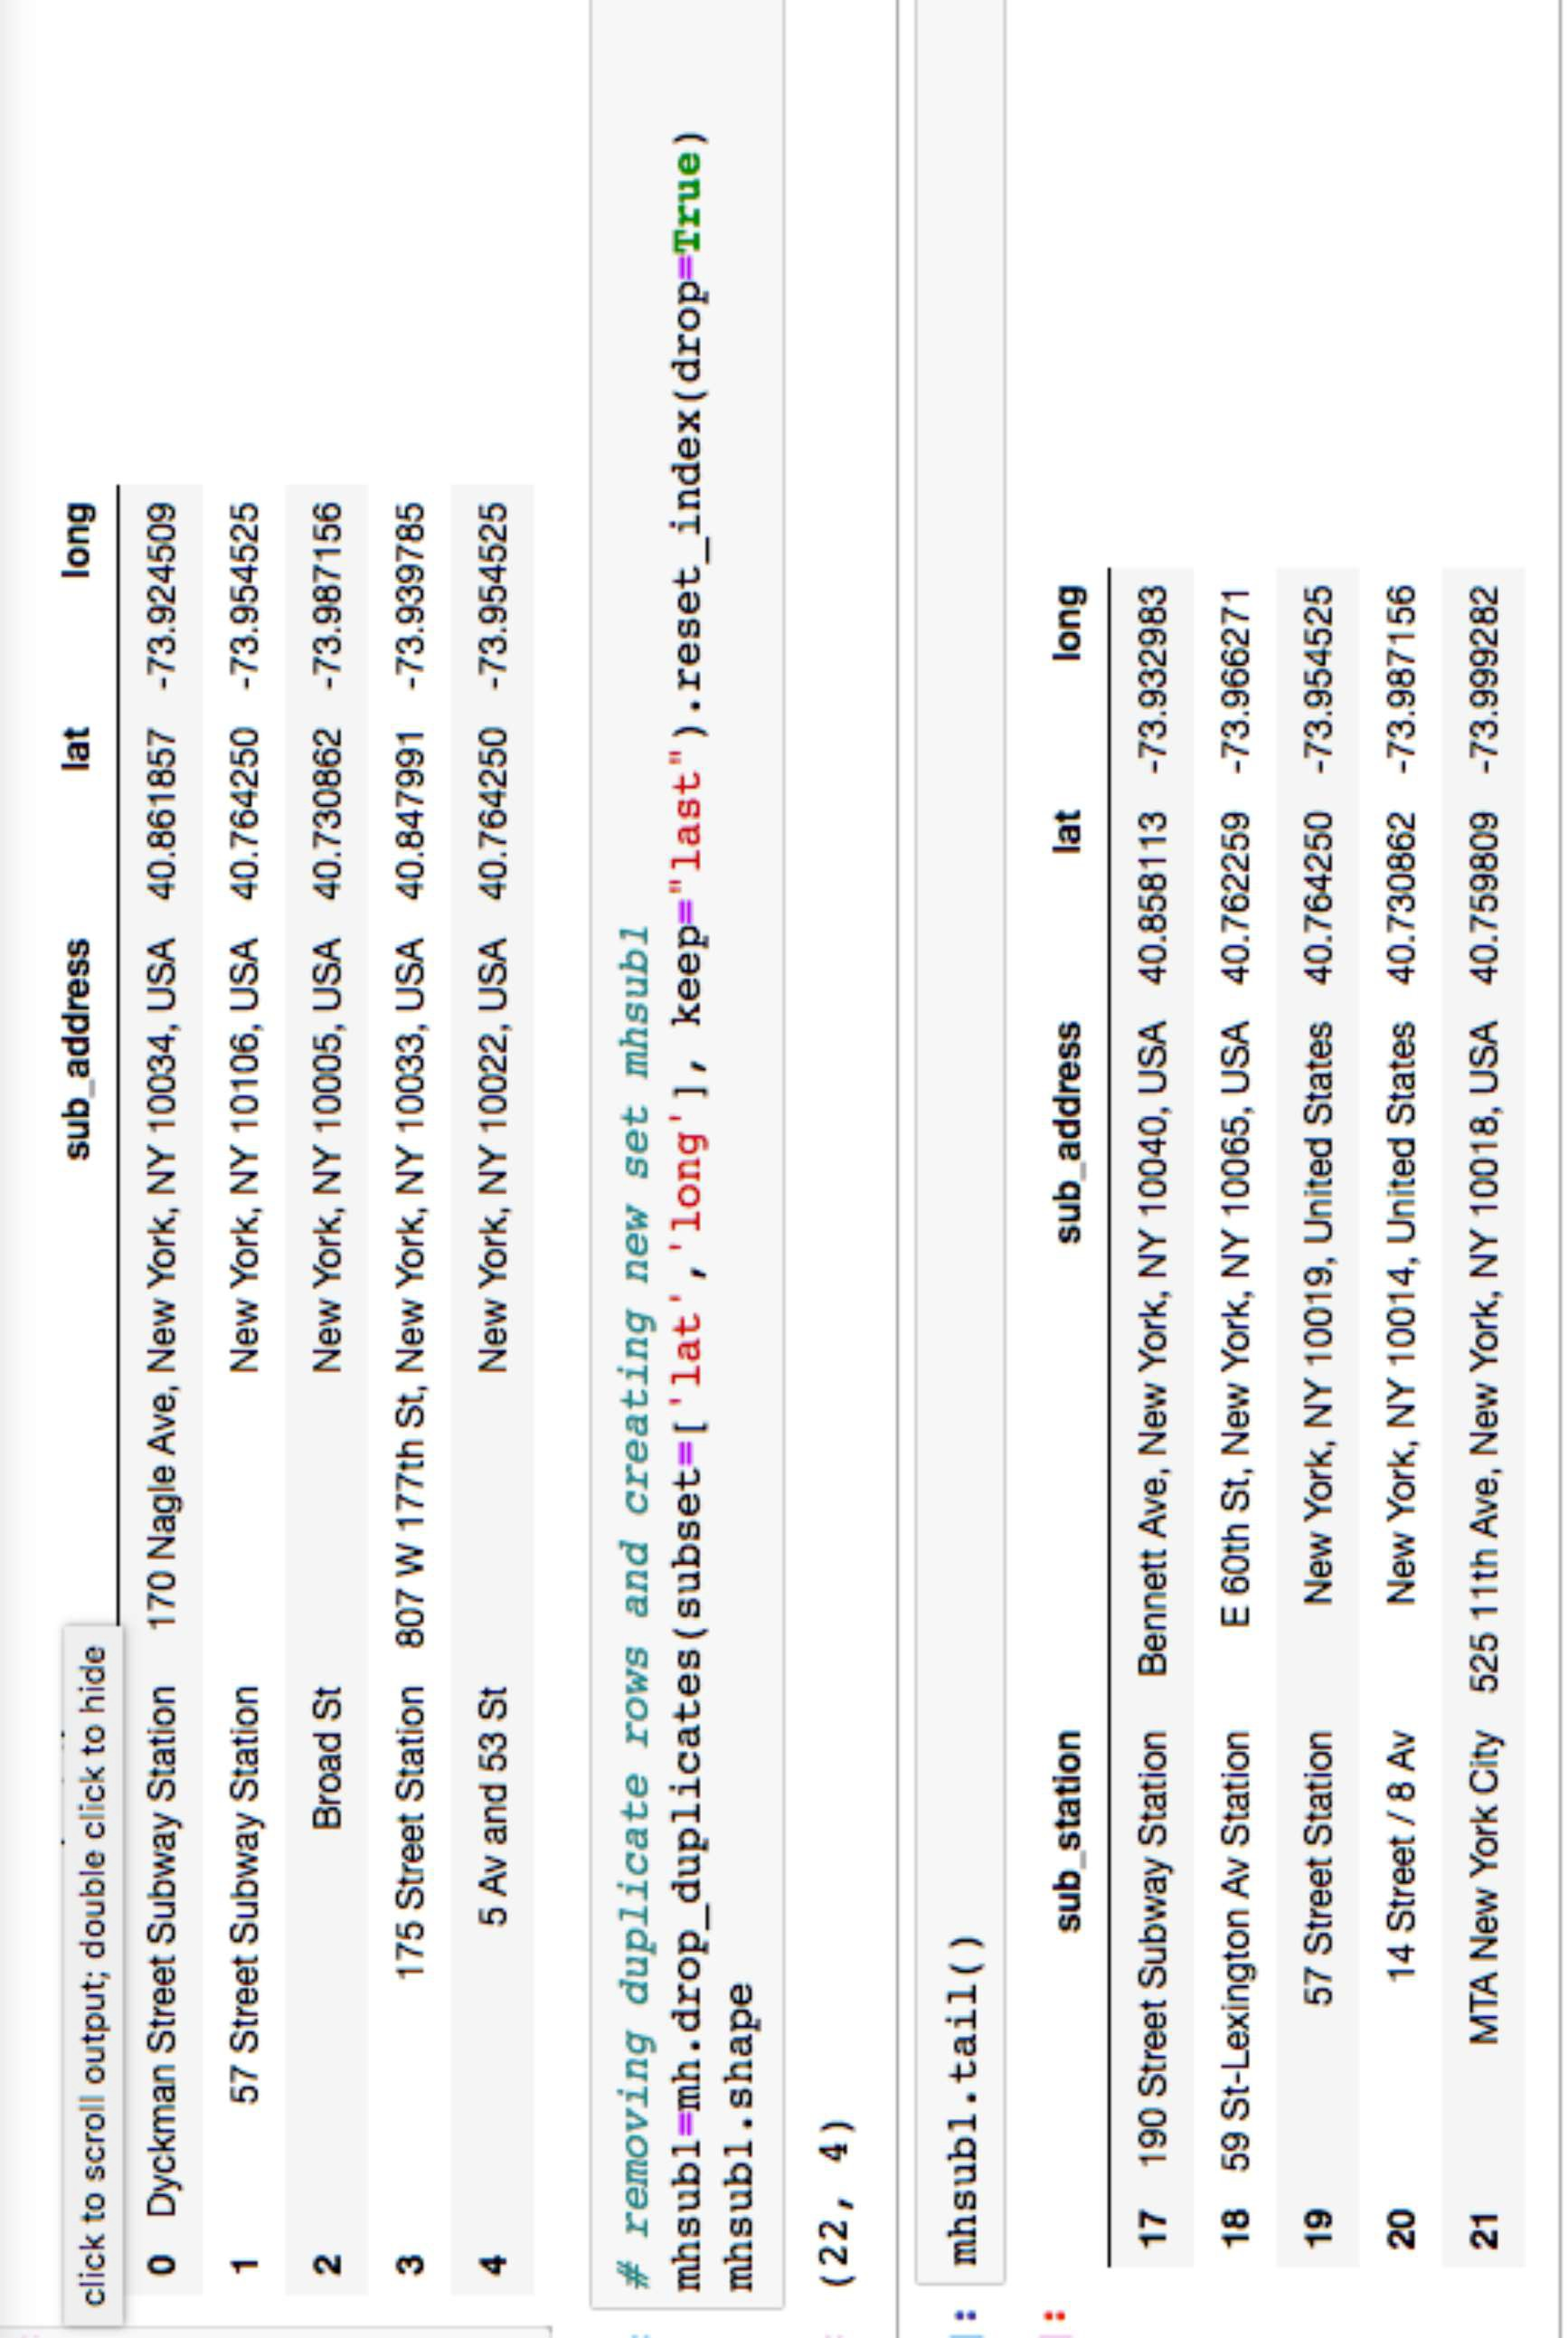 sub_address lat long
click to scroll output; double click to hide
0 Dyckman Street Subway Station 170 Nagle Ave, New York, NY 10034, USA 40.861857 -73.924509
1 57 Street Subway Station New York, NY 10106, USA 40.764250 -73.954525
2 Broad St New York, NY 10005, USA 40.730862 -73.987156
3 175 Street Station 807 W 177th St, New York, NY 10033, USA 40.847991 -73.939785
4 5 Av and 53 St New York, NY 10022, USA 40.764250 -73.954525
# removing duplicate rows and creating new set mhsub1
mhsub1=mh.drop_duplicates(subset=['lat','long'], keep="last").reset_index(drop=True)
mhsub1.shape
(22, 4)
mhsub1.tail()
sub_station sub_address lat long
17 190 Street Subway Station Bennett Ave, New York, NY 10040, USA 40.858113 -73.932983
18 59 St-Lexington Av Station E 60th St, New York, NY 10065, USA 40.762259 -73.966271
19 57 Street Station New York, NY 10019, United States 40.764250 -73.954525
20 14 Street / 8 Av New York, NY 10014, United States 40.730862 -73.987156
21 MTA New York City 525 11th Ave, New York, NY 10018, USA 40.759809 -73.999282